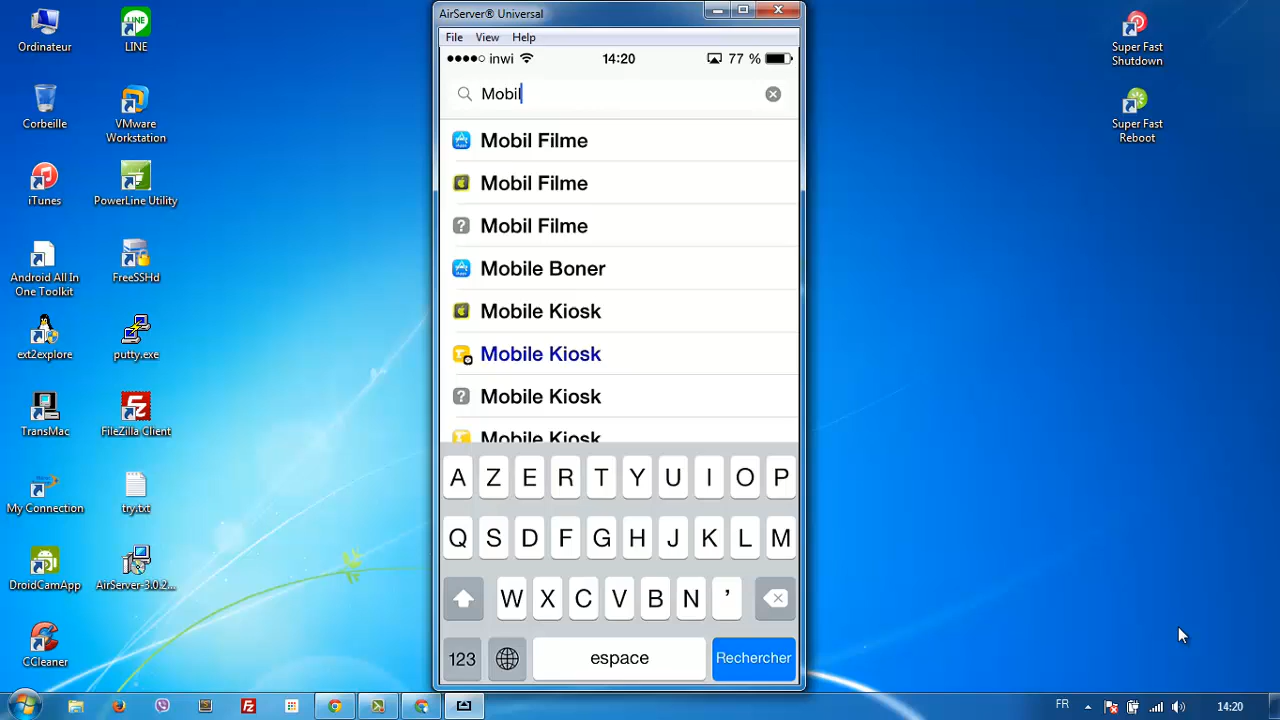 Ordinateur
LINE
Corbeille
VMware
Workstation
iTunes
PowerLine Utility
Android All In
One Toolkit
FreeSSHd
ext2explore
putty.exe
TransMac
FileZilla Client
My Connection
try.txt
DroidCamApp
AirServer-3.0.2...
CCleaner
AirServer® Universal
File View Help
inwi 14:20 77 %
Mobil
Mobil Filme
Mobil Filme
Mobil Filme
Mobile Boner
Mobile Kiosk
Mobile Kiosk
Mobile Kiosk
Mobile Kiosk
A Z E R T Y U I O P
Q S D F G H J K L M
W X C V B N '
123 espace Rechercher
Super Fast
Shutdown
Super Fast
Reboot
FR 14:20